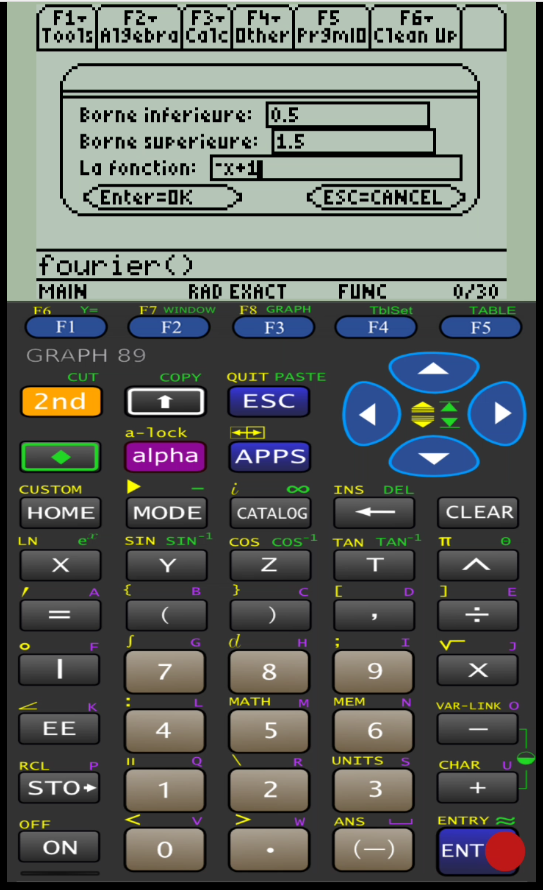 F1▾ F2▾ F3▾ F4▾ F5 F6▾
Tools Algebra Calc Other PrgmIO Clean Up
Borne inferieure: 0.5
Borne superieure: 1.5
La fonction: -x+1
Enter=OK ESC=CANCEL
fourier()
MAIN RAD EXACT FUNC 0/30
F6 Y= F7 WINDOW F8 GRAPH TblSet TABLE
F1 F2 F3 F4 F5
GRAPH 89
CUT COPY QUIT PASTE
2nd ESC
a-lock
alpha APPS
CUSTOM i ∞ INS DEL
HOME MODE CATALOG ← CLEAR
LN eˣ SIN SIN⁻¹ COS COS⁻¹ TAN TAN⁻¹ π θ
X Y Z T ^
′ A { B } C [ D ] E
= ( ) , ÷
° F ∫ G d H ; I √ J
| 7 8 9 ×
∠ K : L MATH M MEM N VAR-LINK O
EE 4 5 6 −
RCL P " Q \ R UNITS S CHAR U
STO▸ 1 2 3 +
OFF < V > W ANS ENTRY ≈
ON 0 . (−) ENT